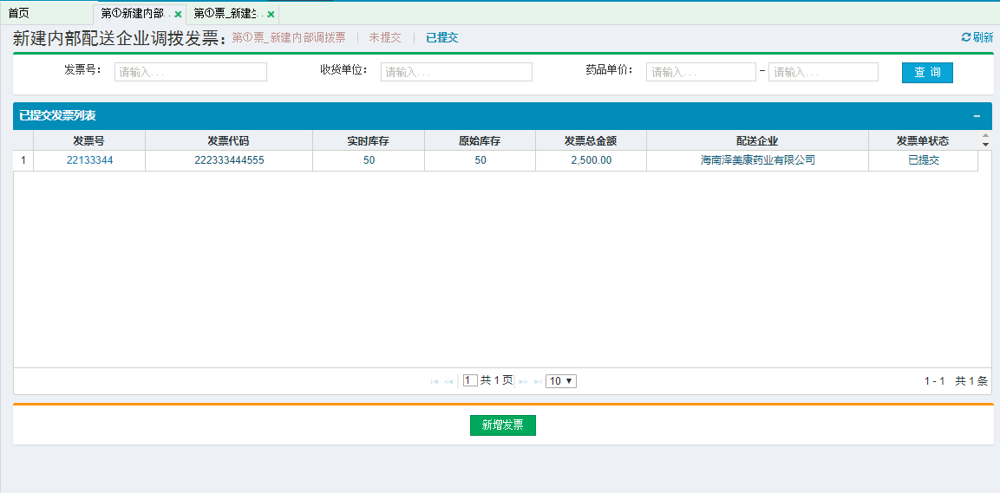 首页 第①新建内部... 第①票_新建...
新建内部配送企业调拨发票： 第①票_新建内部调拨票 未提交 已提交 刷新
发票号： 请输入... 收货单位： 请输入... 药品单价： 请输入... - 请输入... 查 询
已提交发票列表
发票号 发票代码 实时库存 原始库存 发票总金额 配送企业 发票单状态
1 22133344 222333444555 50 50 2,500.00 海南泽美康药业有限公司 已提交
1 共 1 页 10 1 - 1 共 1 条
新增发票